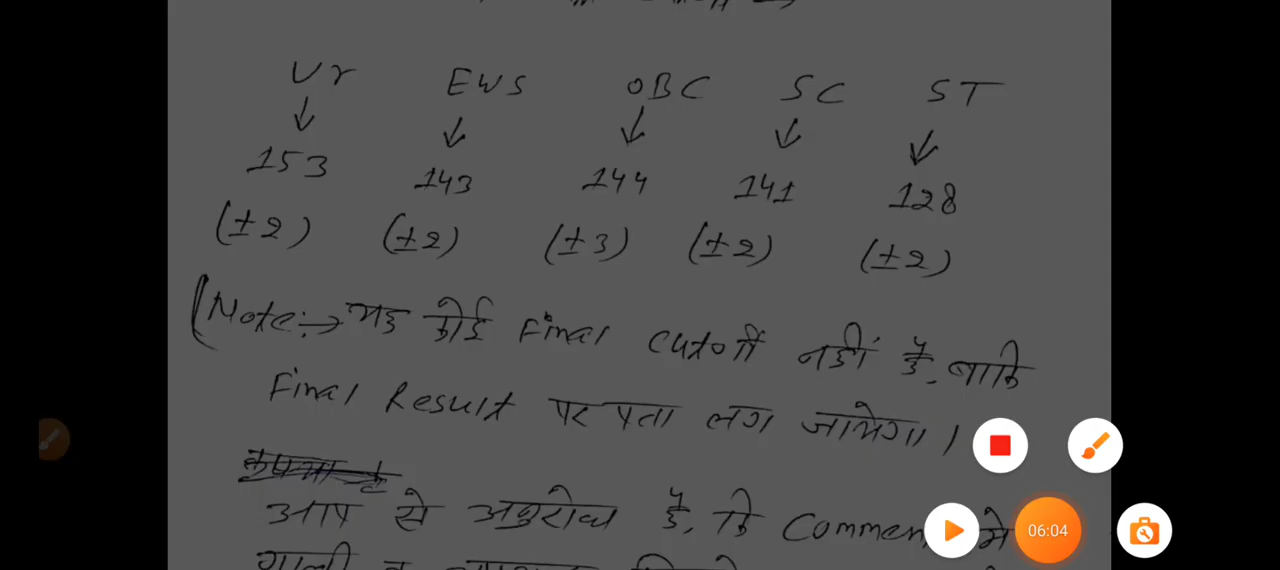 Ur EWS OBC SC ST
153 143 144 141 128
(±2) (±2) (±3) (±2) (±2)
(Note:→ यह कोई Final cutoff नहीं है, बाकि
Final Result पर पता लग जायेगा।
आप से अनुरोध है, कि Commen मे
गाली व
06:04